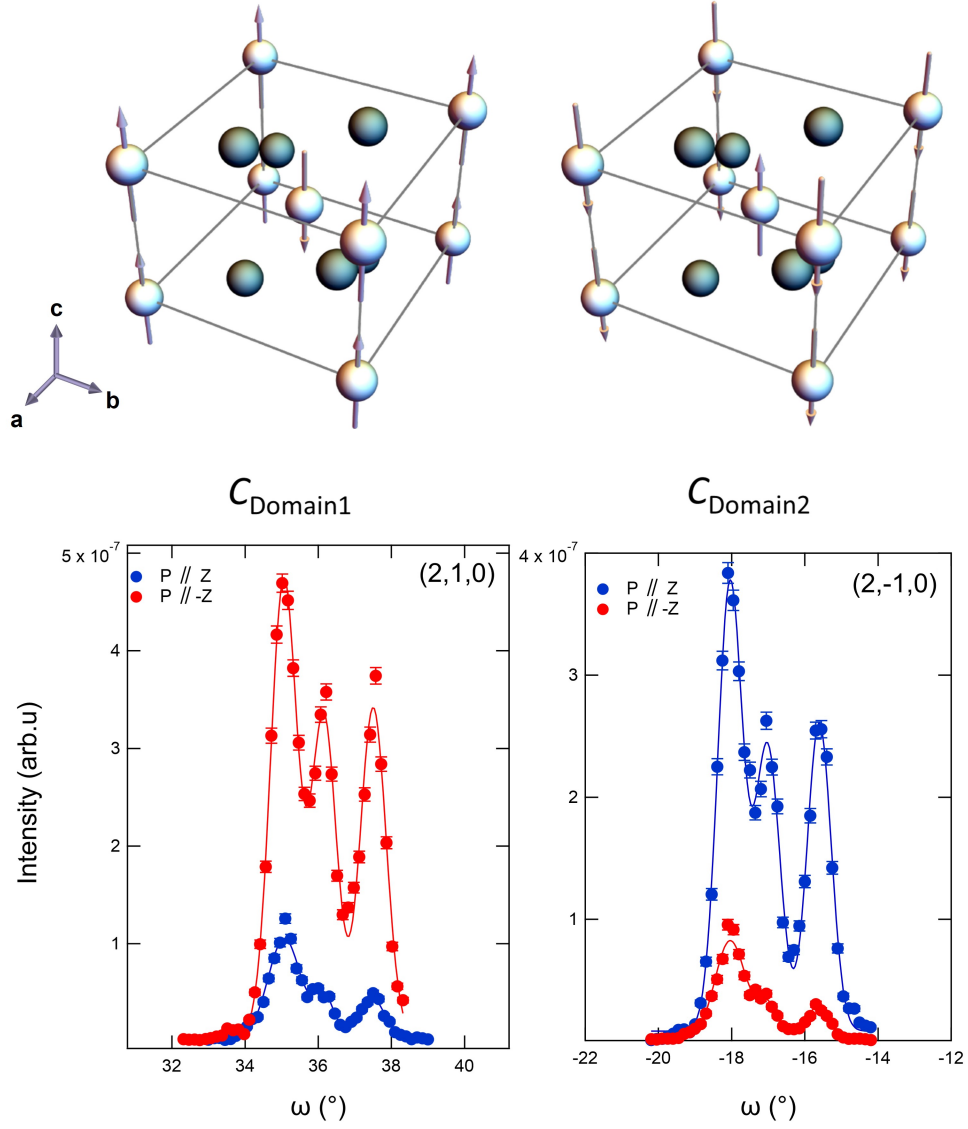 c
a
b
C Domain1
C Domain2
5 x 10⁻⁷
P // Z
P // -Z
(2,1,0)
4
3
2
1
32
34
36
38
40
Intensity (arb.u)
ω (°)
4 x 10⁻⁷
P // Z
P // -Z
(2,-1,0)
3
2
1
-22
-20
-18
-16
-14
-12
ω (°)